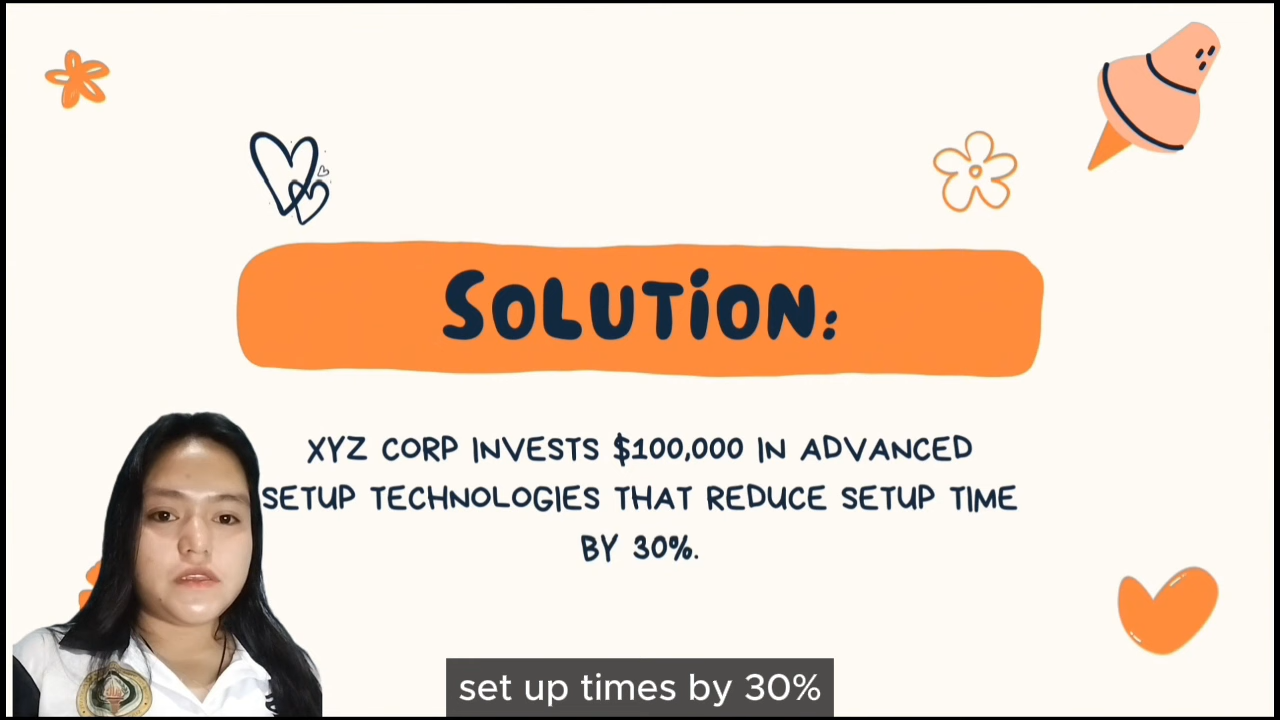 SOLUTION:
XYZ CORP INVESTS $100,000 IN ADVANCED
SETUP TECHNOLOGIES THAT REDUCE SETUP TIME
BY 30%.
set up times by 30%